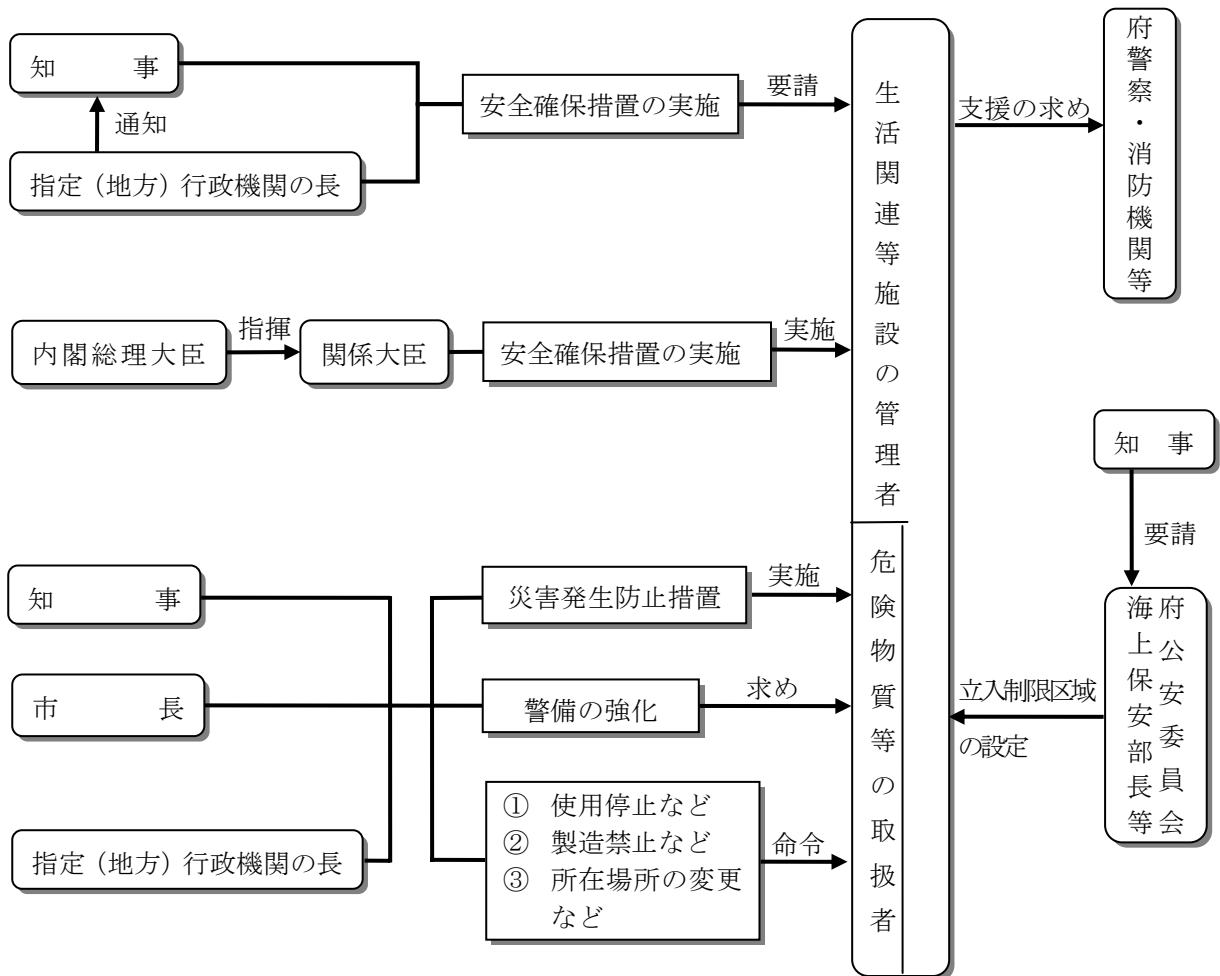 知　事
通知
指定（地方）行政機関の長
安全確保措置の実施
要請
内閣総理大臣
指揮
関係大臣
安全確保措置の実施
実施
知　事
市　長
指定（地方）行政機関の長
災害発生防止措置
実施
警備の強化
求め
① 使用停止など
② 製造禁止など
③ 所在場所の変更
など
命令
生活関連等施設の管理者
危険物質等の取扱者
支援の求め
府警察・消防機関等
知　事
要請
府公安委員会
海上保安部長等
立入制限区域
の設定